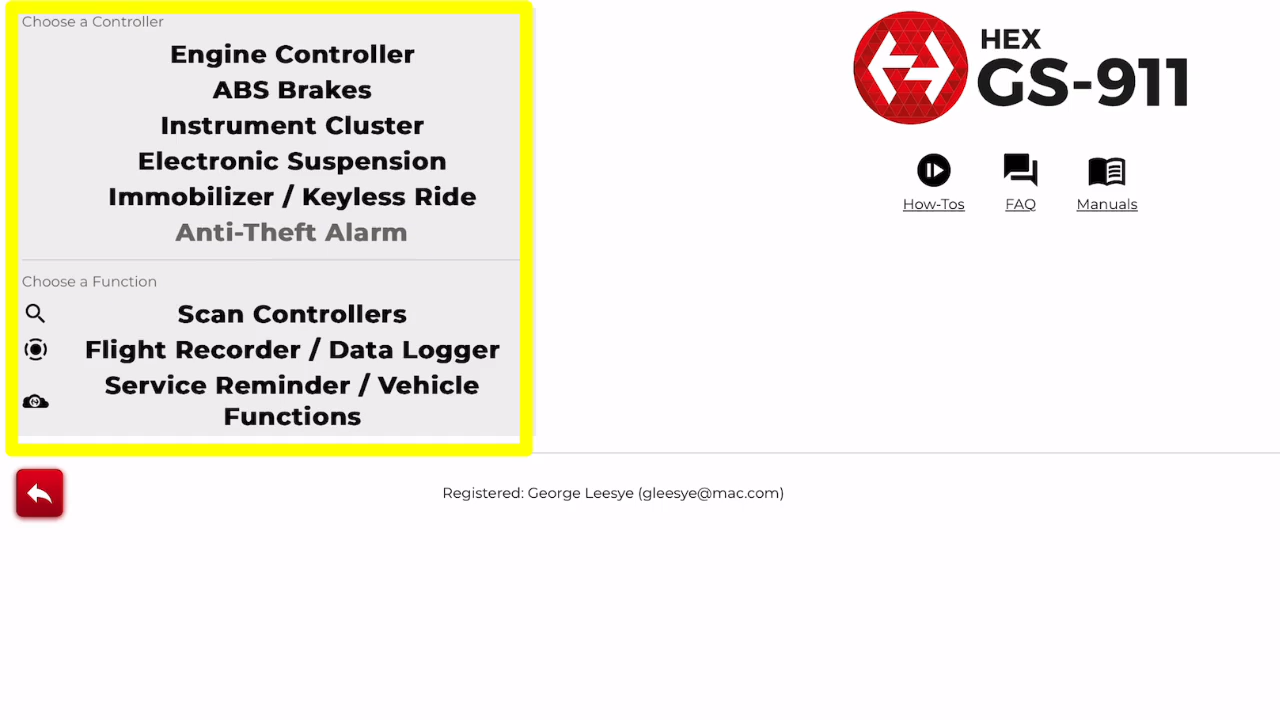 Choose a Controller
Engine Controller
ABS Brakes
Instrument Cluster
Electronic Suspension
Immobilizer / Keyless Ride
Anti-Theft Alarm
Choose a Function
Scan Controllers
Flight Recorder / Data Logger
Service Reminder / Vehicle
Functions
HEX
GS-911
How-Tos
FAQ
Manuals
Registered: George Leesye (gleesye@mac.com)